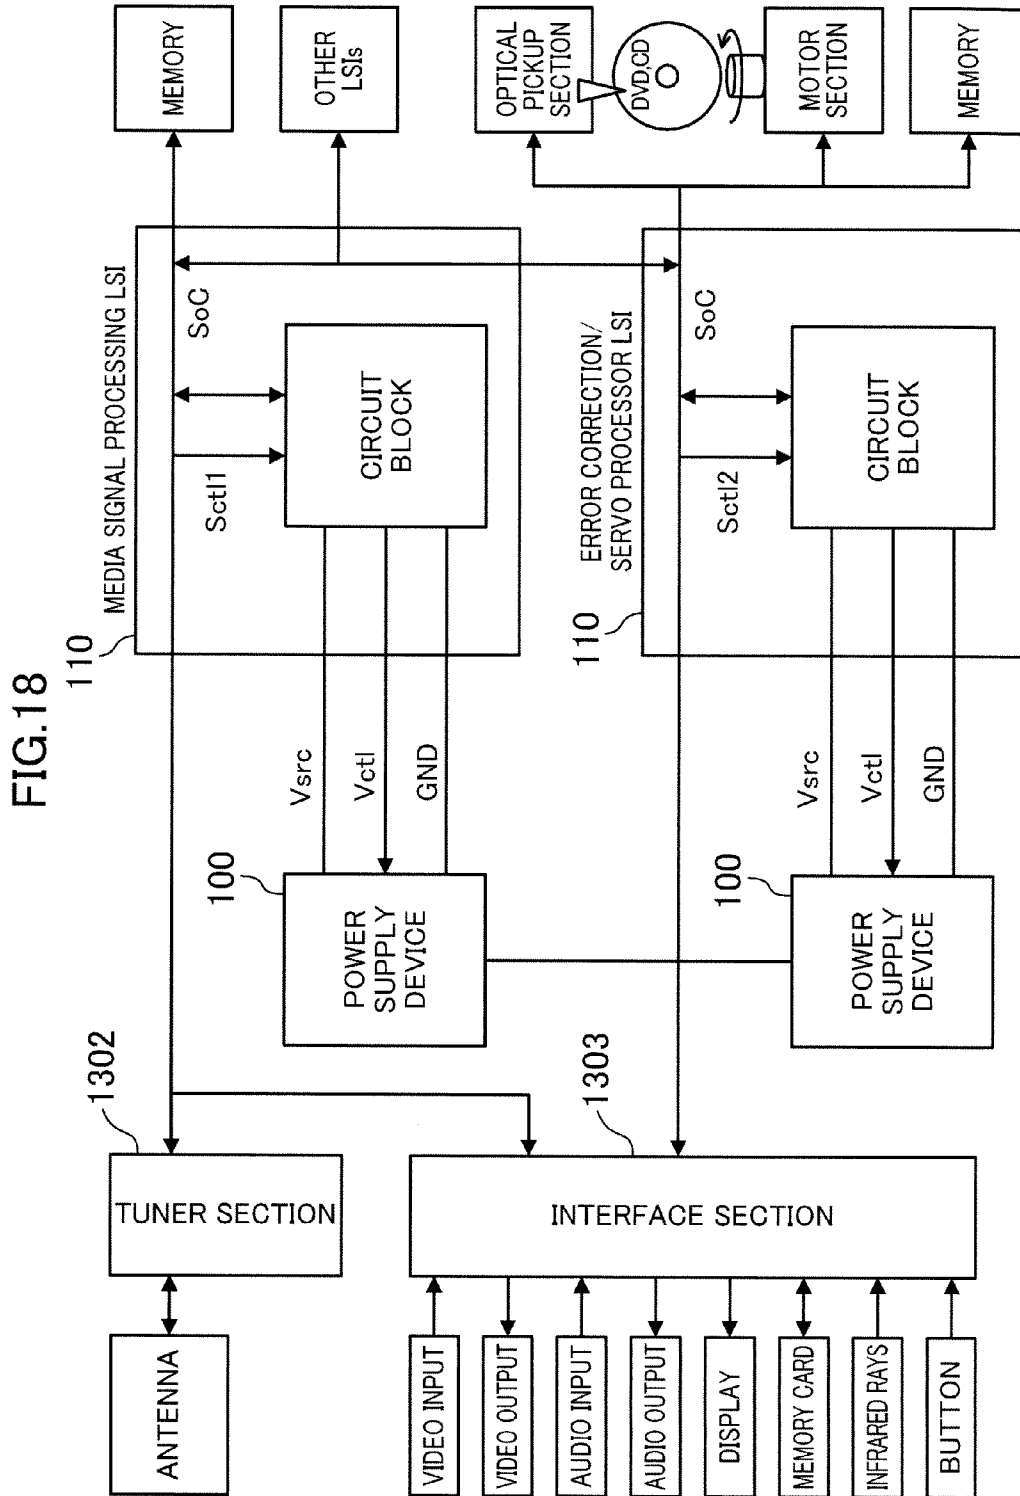 FIG.18
MEMORY
OTHER
LSIs
OPTICAL
PICKUP
SECTION
DVD,CD
MOTOR
SECTION
MEMORY
110
MEDIA SIGNAL PROCESSING LSI
SoC
Sctl1
CIRCUIT
BLOCK
110
ERROR CORRECTION/
SERVO PROCESSOR LSI
SoC
Sctl2
CIRCUIT
BLOCK
Vsrc
Vctl
GND
Vsrc
Vctl
GND
100
POWER
SUPPLY
DEVICE
100
POWER
SUPPLY
DEVICE
1302
TUNER SECTION
1303
INTERFACE SECTION
ANTENNA
VIDEO INPUT
VIDEO OUTPUT
AUDIO INPUT
AUDIO OUTPUT
DISPLAY
MEMORY CARD
INFRARED RAYS
BUTTON